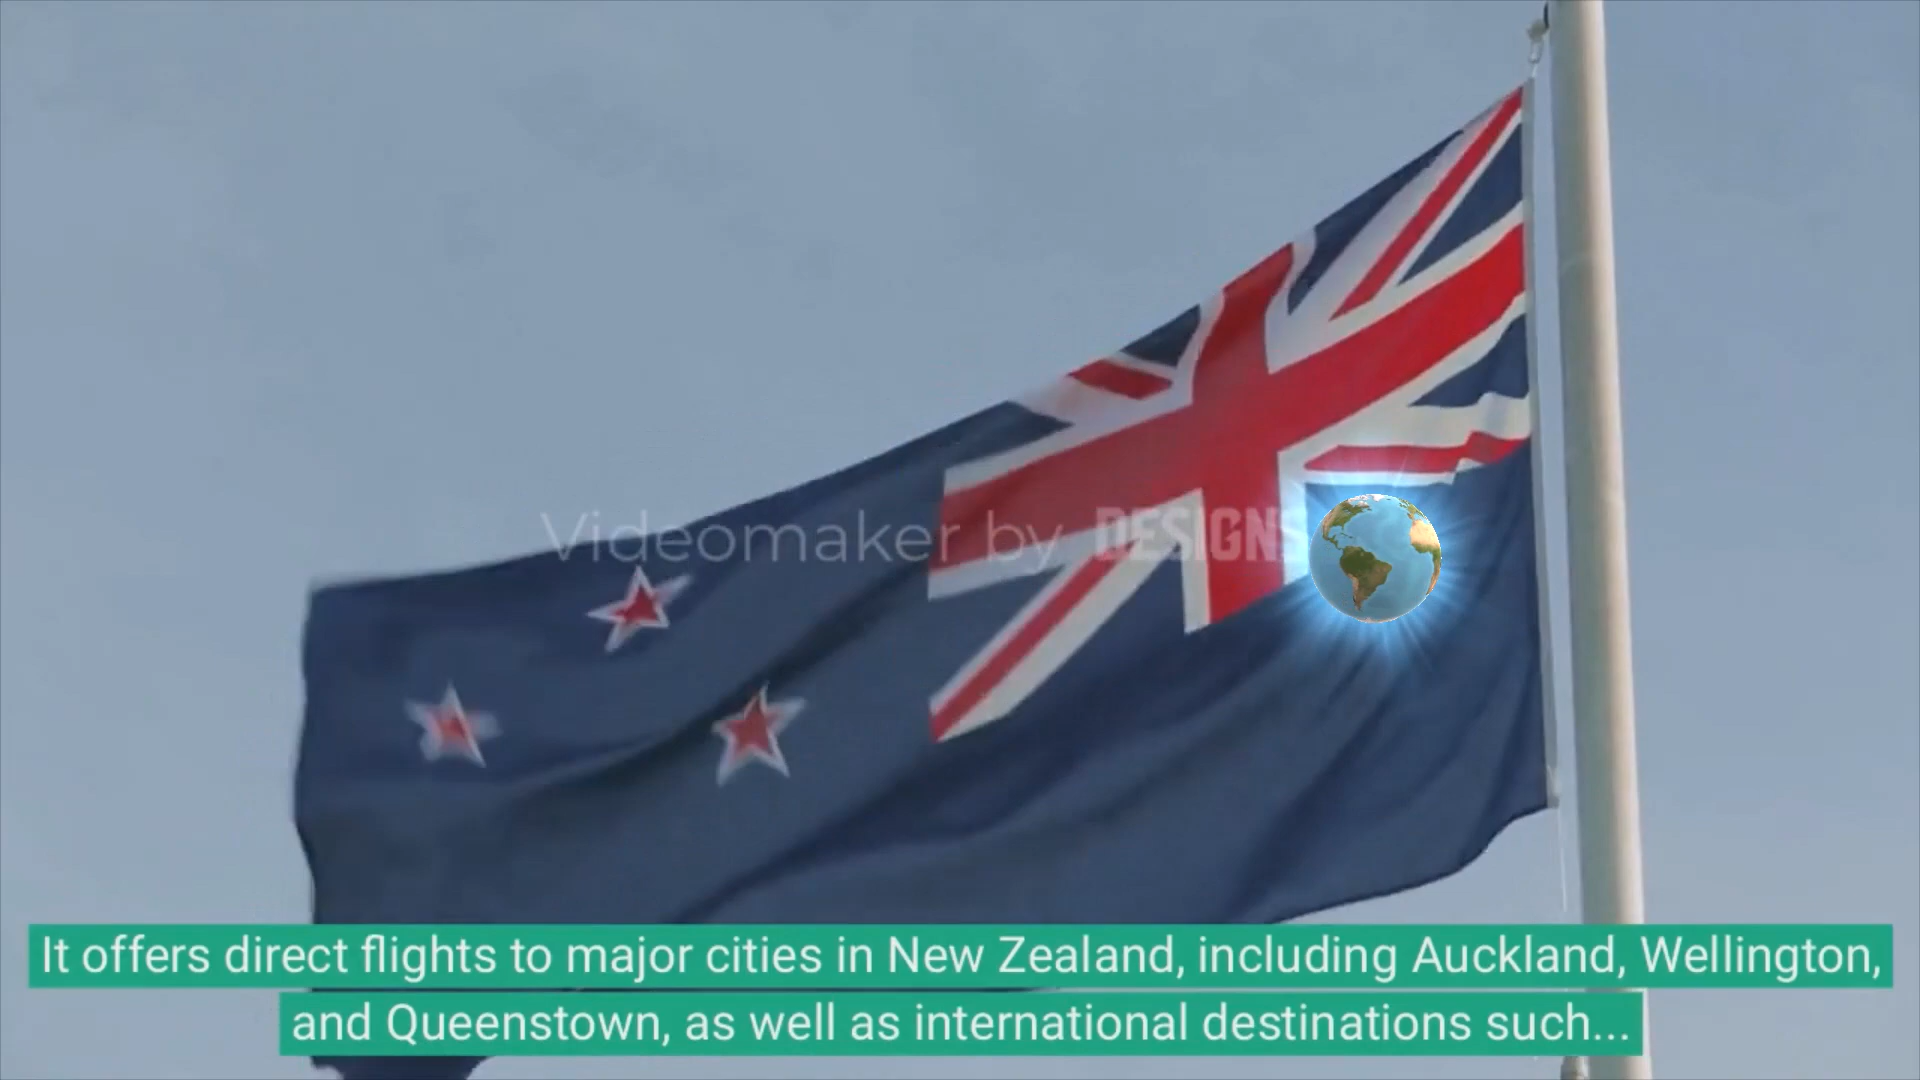 Videomaker by DESIGNS
It offers direct flights to major cities in New Zealand, including Auckland, Wellington,
and Queenstown, as well as international destinations such...